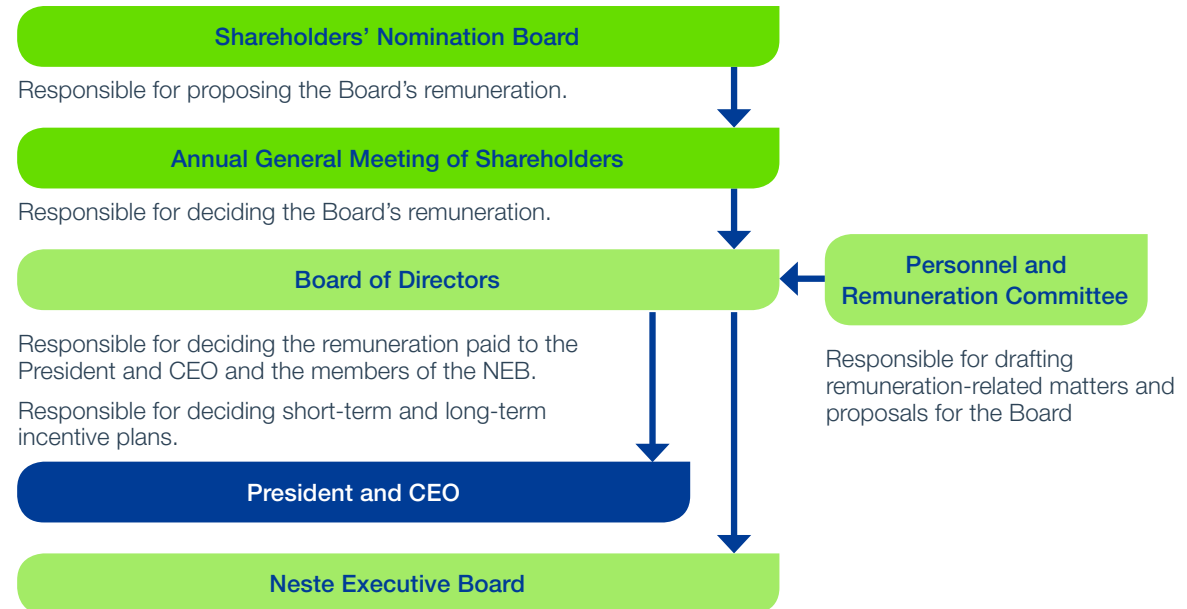 Shareholders’ Nomination Board
Responsible for proposing the Board’s remuneration.
Annual General Meeting of Shareholders
Responsible for deciding the Board’s remuneration.
Board of Directors
Responsible for deciding the remuneration paid to the
President and CEO and the members of the NEB.
Responsible for deciding short-term and long-term
incentive plans.
Personnel and
Remuneration Committee
Responsible for drafting
remuneration-related matters and
proposals for the Board
President and CEO
Neste Executive Board